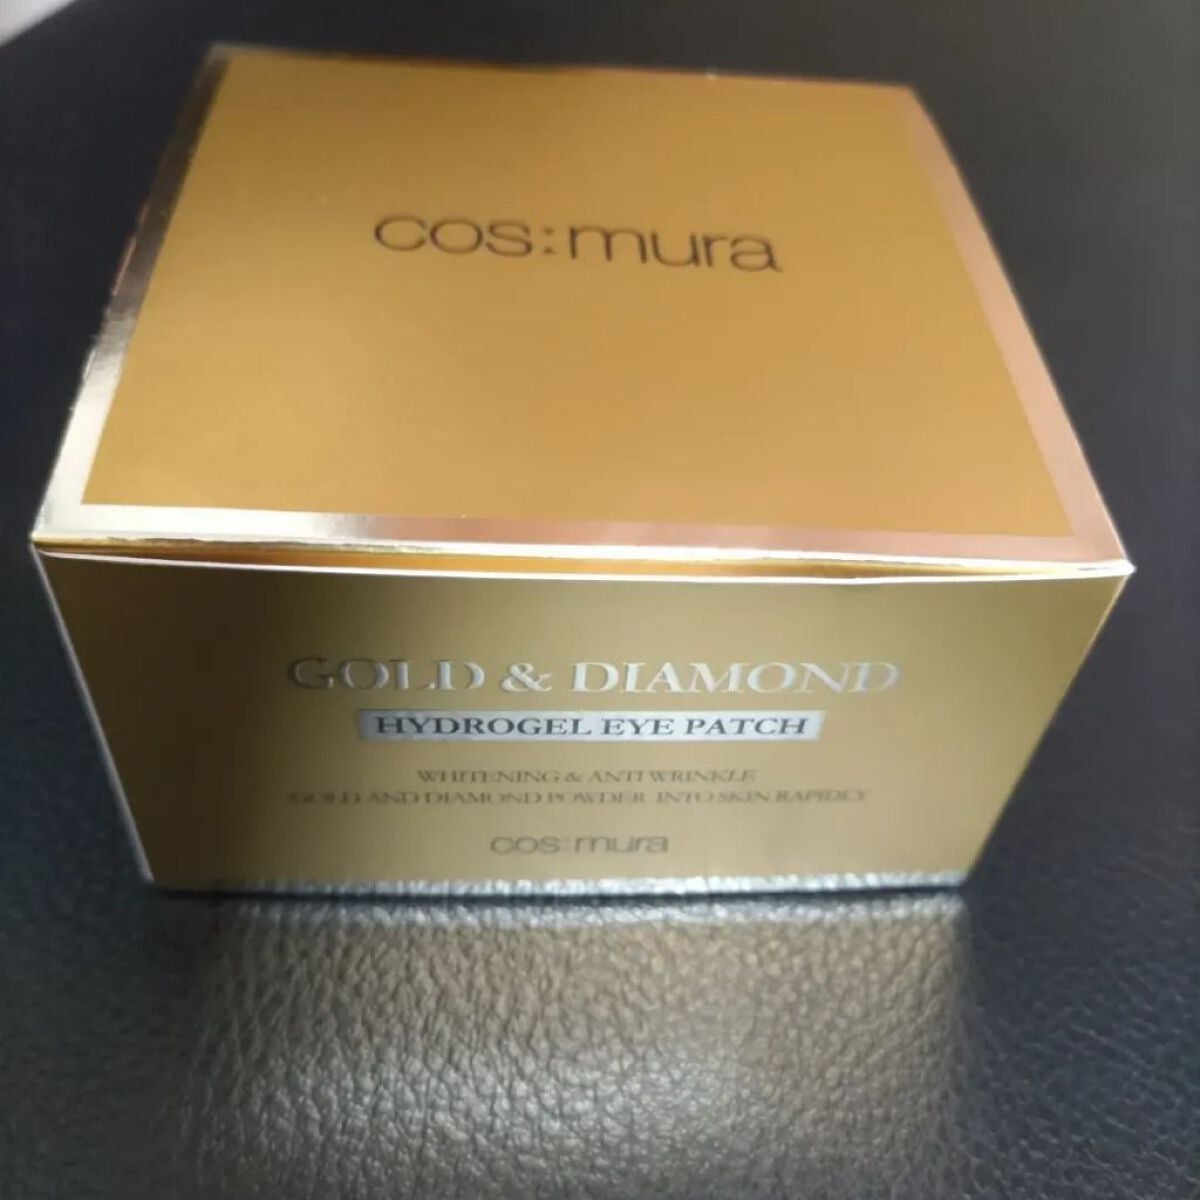 cos:mura
GOLD & DIAMOND
HYDROGEL EYE PATCH
WHITENING & ANTI WRINKLE
GOLD AND DIAMOND POWDER INTO SKIN RAPIDLY
cos:mura